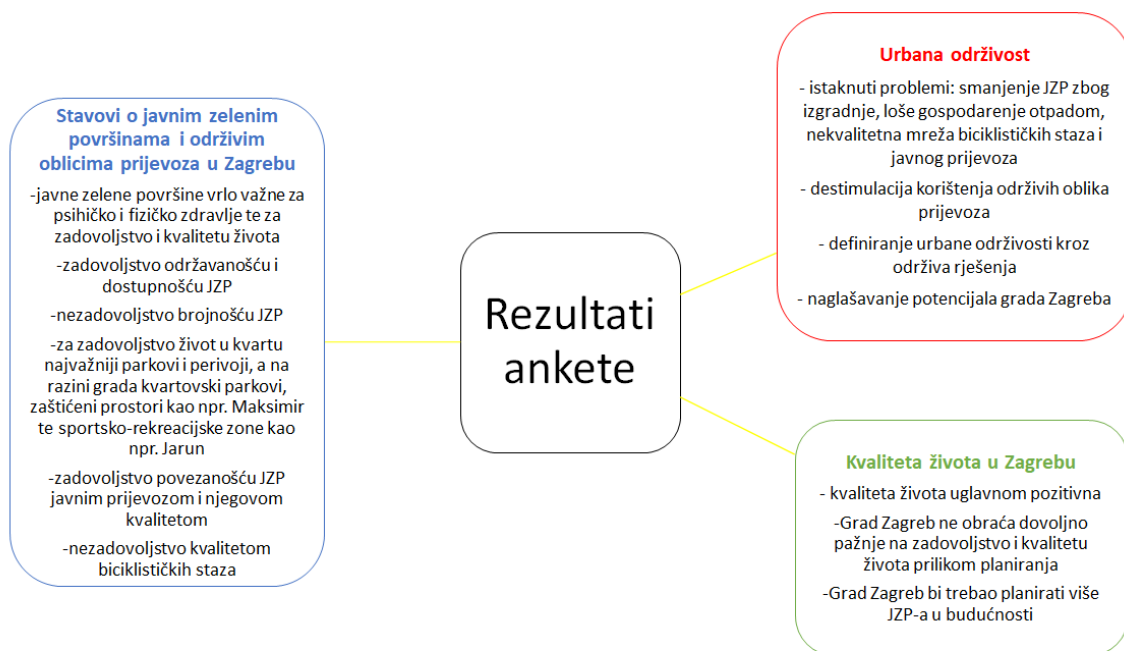 Stavovi o javnim zelenim
površinama i održivim
oblicima prijevoza u Zagrebu
-javne zelene površine vrlo važne za
psihičko i fizičko zdravlje te za
zadovoljstvo i kvalitetu života
-zadovoljstvo održavanošću i
dostupnošću JZP
-nezadovoljstvo brojnošću JZP
-za zadovoljstvo život u kvartu
najvažniji parkovi i perivoji, a na
razini grada kvartovski parkovi,
zaštićeni prostori kao npr. Maksimir
te sportsko-rekreacijske zone kao
npr. Jarun
-zadovoljstvo povezanošću JZP
javnim prijevozom i njegovom
kvalitetom
-nezadovoljstvo kvalitetom
biciklističkih staza
Rezultati
ankete
Urbana održivost
- istaknuti problemi: smanjenje JZP zbog
izgradnje, loše gospodarenje otpadom,
nekvalitetna mreža biciklističkih staza i
javnog prijevoza
- destimulacija korištenja održivih oblika
prijevoza
- definiranje urbane održivosti kroz
održiva rješenja
- naglašavanje potencijala grada Zagreba
Kvaliteta života u Zagrebu
- kvaliteta života uglavnom pozitivna
-Grad Zagreb ne obraća dovoljno
pažnje na zadovoljstvo i kvalitetu
života prilikom planiranja
-Grad Zagreb bi trebao planirati više
JZP-a u budućnosti